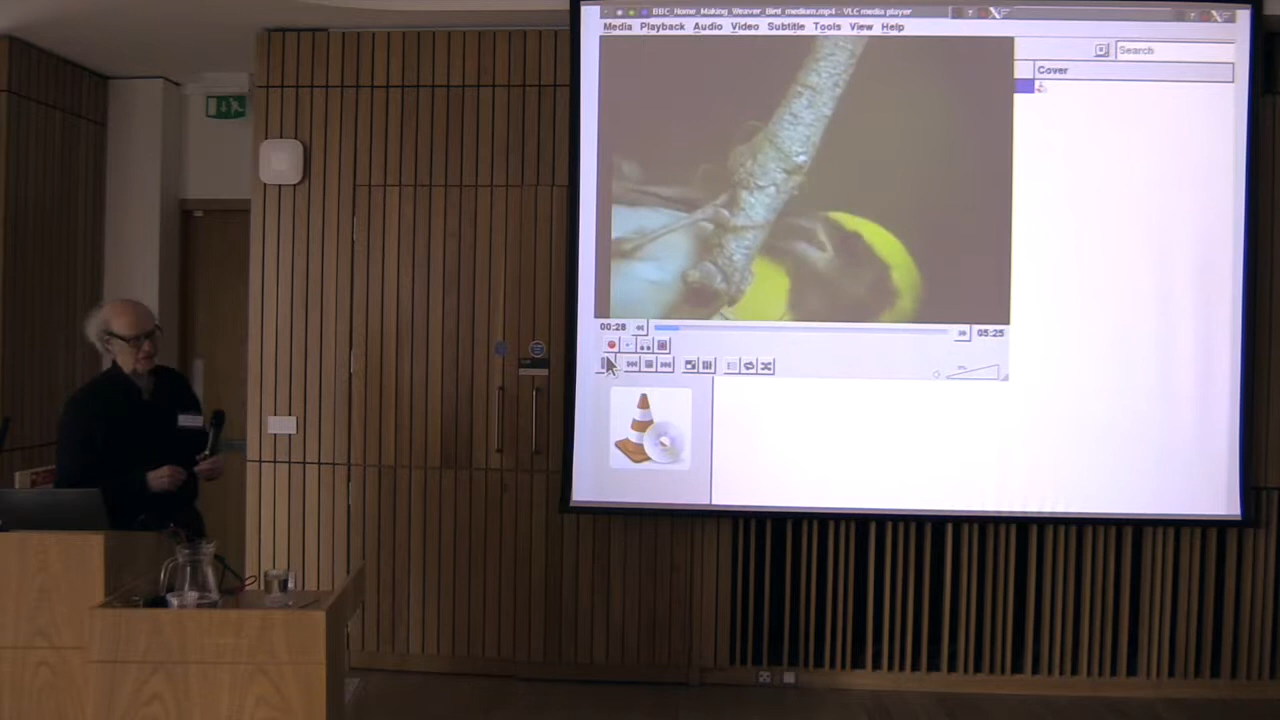 BBC_Home_Making_Weaver_Bird_medium.mp4 - VLC media player
Media Playback Audio Video Subtitle Tools View Help
Search
Cover
00:28
05:25